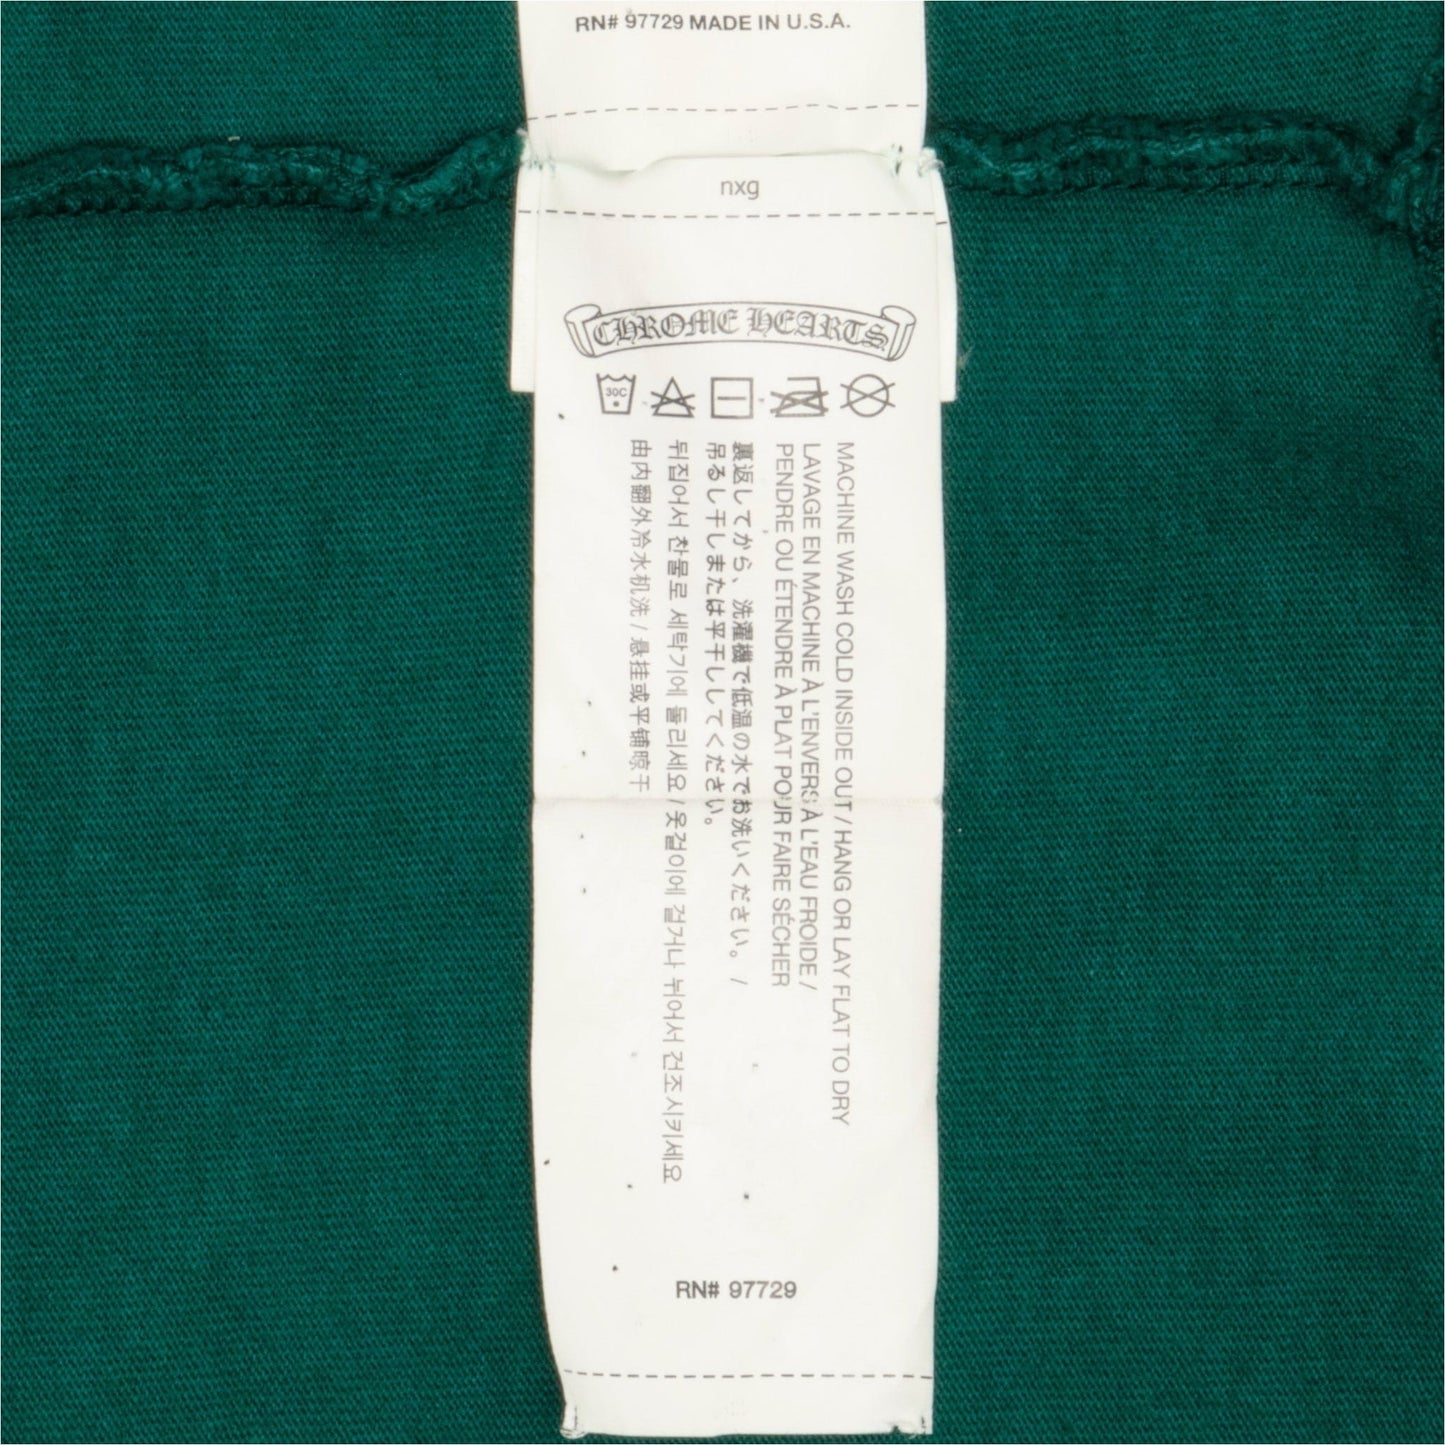 RN# 97729 MADE IN U.S.A.
nxg
CHROME HEARTS
30C
MACHINE WASH COLD INSIDE OUT / HANG OR LAY FLAT TO DRY
LAVAGE EN MACHINE À L'ENVERS À L'EAU FROIDE /
PENDRE OU ÉTENDRE À PLAT POUR FAIRE SÉCHER
裏返してから、洗濯機で低温の水でお洗いください。/
吊るし干しまたは平干ししてください。
뒤집어서 찬물로 세탁기에 돌리세요 / 옷걸이에 걸거나 뉘어서 건조시키세요
由内翻外冷水机洗 / 悬挂或平铺晾干
RN# 97729